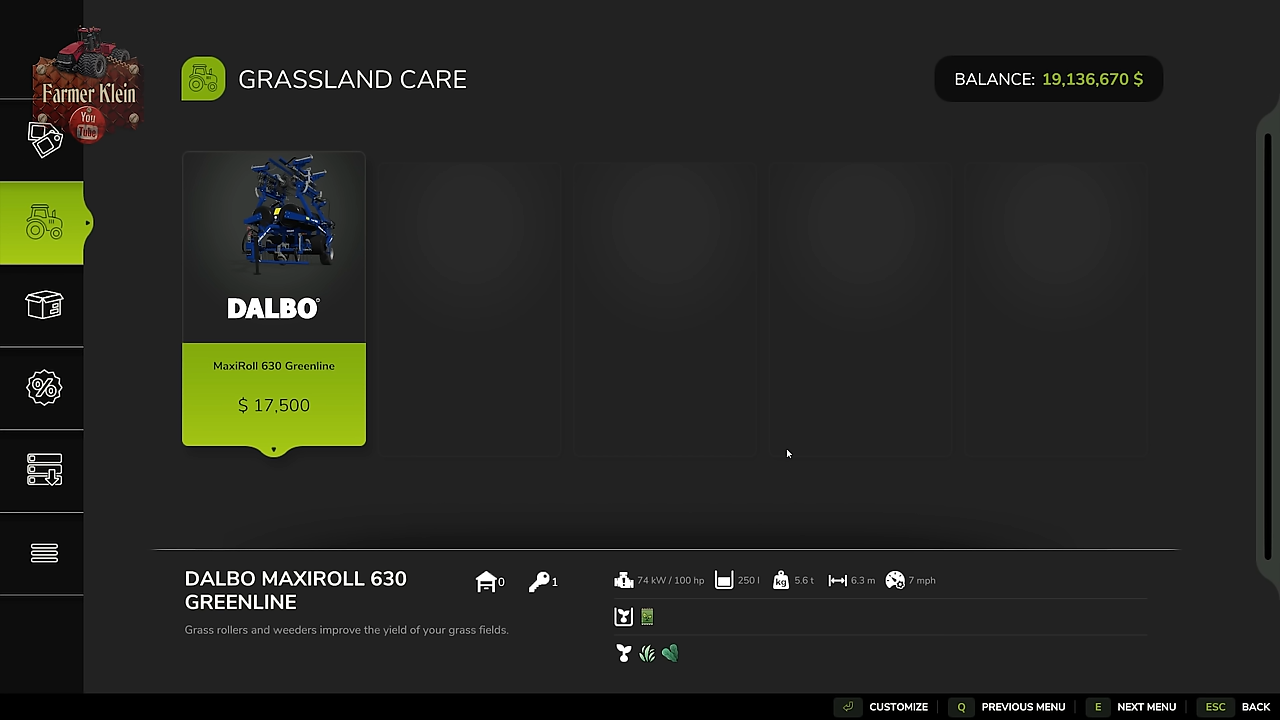 Farmer Klein
You
Tube
GRASSLAND CARE
BALANCE: 19,136,670 $
DALBO
MaxiRoll 630 Greenline
$ 17,500
DALBO MAXIROLL 630
GREENLINE
0
1
74 kW / 100 hp
250 l
kg
5.6 t
6.3 m
7 mph
Grass rollers and weeders improve the yield of your grass fields.
CUSTOMIZE
Q PREVIOUS MENU
E NEXT MENU
ESC BACK